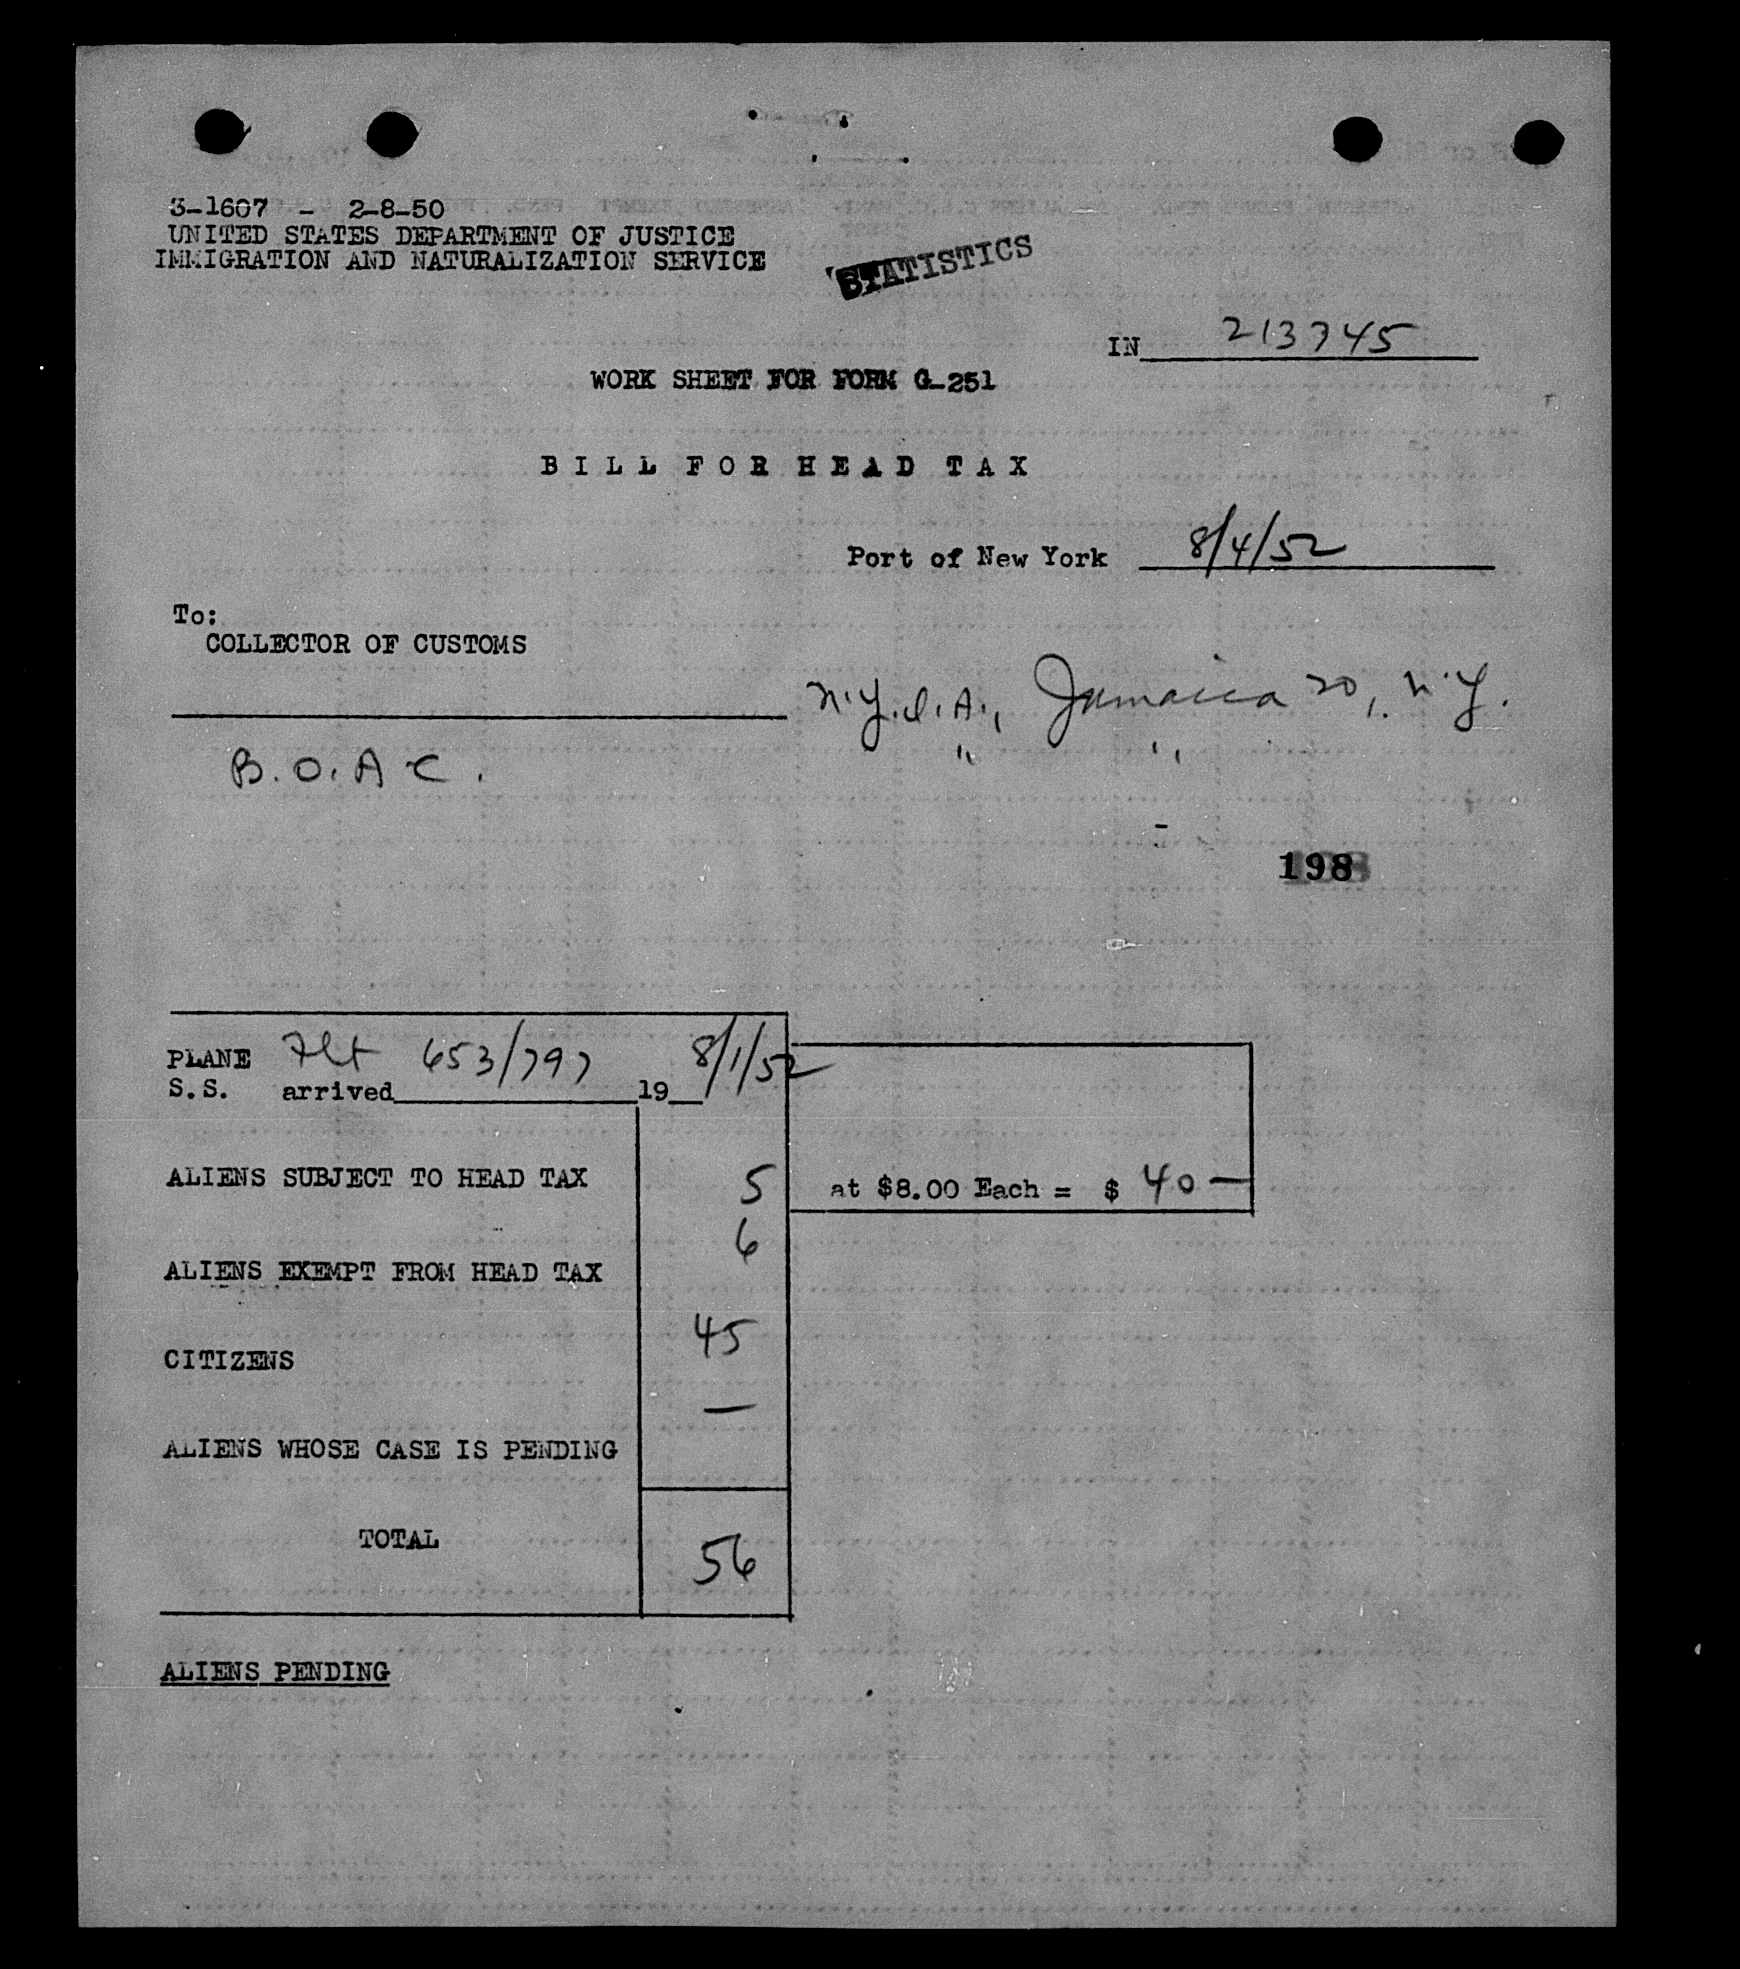 3-1607 - 2-8-50
UNITED STATES DEPARTMENT OF JUSTICE
IMMIGRATION AND NATURALIZATION SERVICE
STATISTICS
IN 213745
WORK SHEET FOR FORM G-251
BILL FOR HEAD TAX
Port of New York 8/4/52
To:
COLLECTOR OF CUSTOMS
N.Y.I.A., Jamaica 20, N.Y.
B.O.A.C. " "
198
PLANE Flt 653/797 8/1/52
S.S. arrived 19
ALIENS SUBJECT TO HEAD TAX 5 at $8.00 Each = $ 40 —
ALIENS EXEMPT FROM HEAD TAX 6
CITIZENS 45
ALIENS WHOSE CASE IS PENDING —
TOTAL 56
ALIENS PENDING